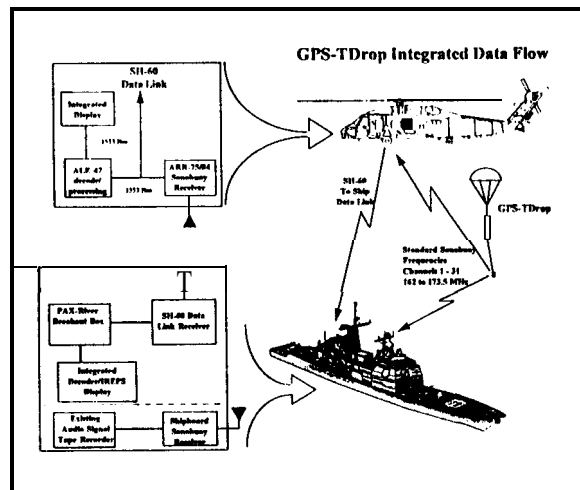 GPS-TDrop Integrated Data Flow
SH-60
Data Link
Integrated
Display
1553 Bus
decoder/
processing
1553 Bus
ARR-75/84
Sonobuoy
Receiver
SH-60
To Ship
Data Link
GPS-TDrop
Standard Sonobuoy
Frequencies
Channels 1 - 31
162 to 173.5 MHz
PAX-River
Breakout Box
SH-60 Data
Link Receiver
Integrated
Decoder/IREPS
Display
Existing
Audio Signal
Tape Recorder
Shipboard
Sonobuoy
Receiver